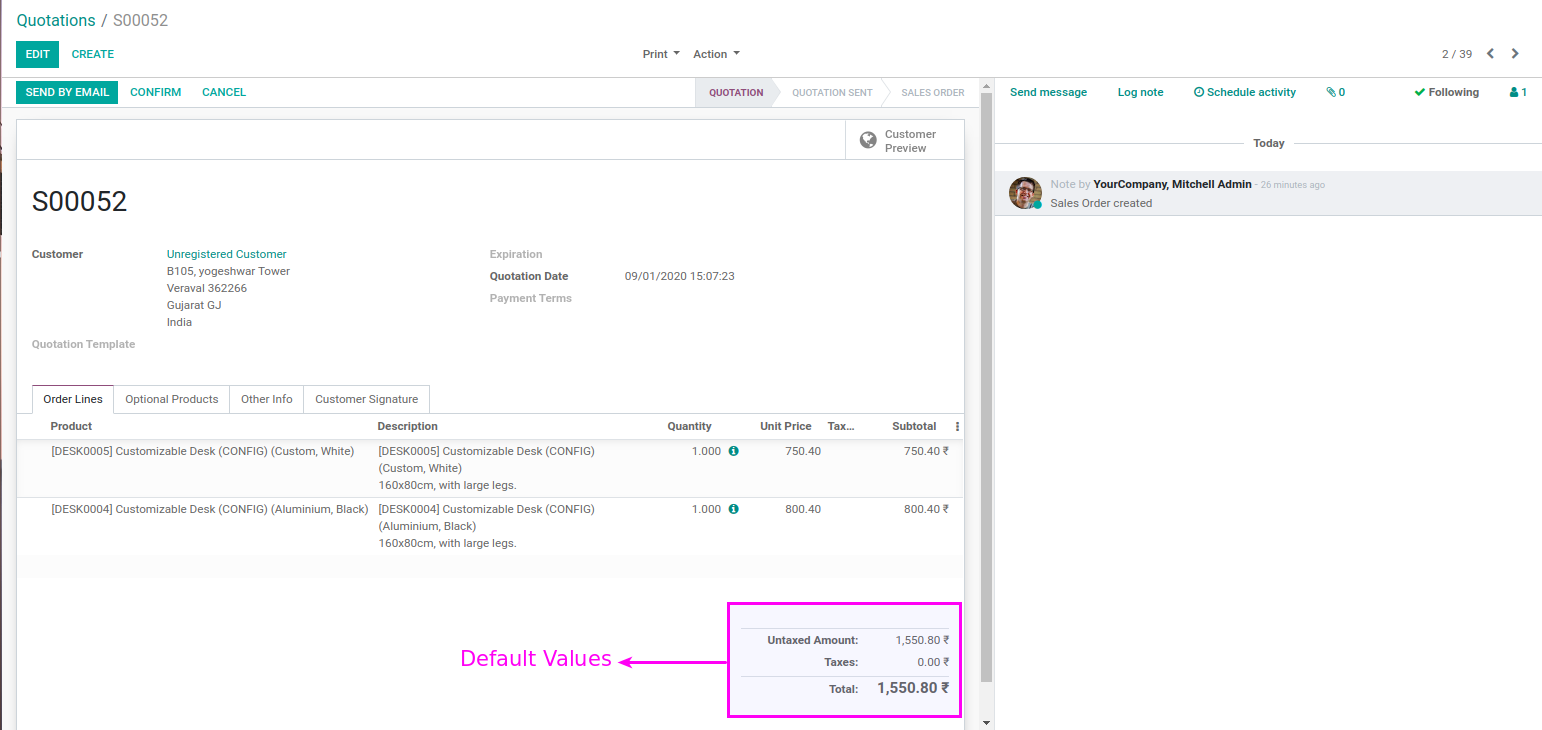 Quotations / S00052
EDIT CREATE Print Action 2 / 39
SEND BY EMAIL CONFIRM CANCEL QUOTATION QUOTATION SENT SALES ORDER
Send message Log note Schedule activity 0 Following 1
Customer
Preview
Today
S00052
Note by YourCompany, Mitchell Admin - 26 minutes ago
Sales Order created
Customer Unregistered Customer
B105, yogeshwar Tower
Veraval 362266
Gujarat GJ
India
Expiration
Quotation Date 09/01/2020 15:07:23
Payment Terms
Quotation Template
Order Lines Optional Products Other Info Customer Signature
Product Description Quantity Unit Price Tax... Subtotal
[DESK0005] Customizable Desk (CONFIG) (Custom, White) [DESK0005] Customizable Desk (CONFIG) 1.000 750.40 750.40 ₹
(Custom, White)
160x80cm, with large legs.
[DESK0004] Customizable Desk (CONFIG) (Aluminium, Black) [DESK0004] Customizable Desk (CONFIG) 1.000 800.40 800.40 ₹
(Aluminium, Black)
160x80cm, with large legs.
Default Values
Untaxed Amount: 1,550.80 ₹
Taxes: 0.00 ₹
Total: 1,550.80 ₹